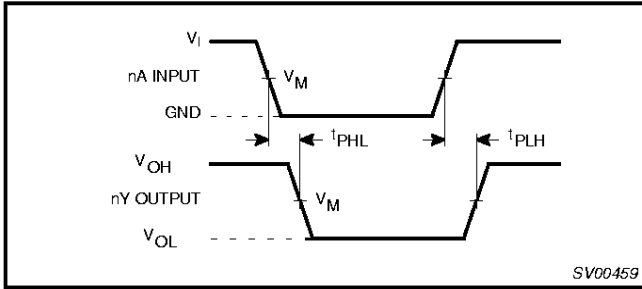 VI
nA INPUT
VM
GND
tPHL
tPLH
VOH
nY OUTPUT
VM
VOL
SV00459